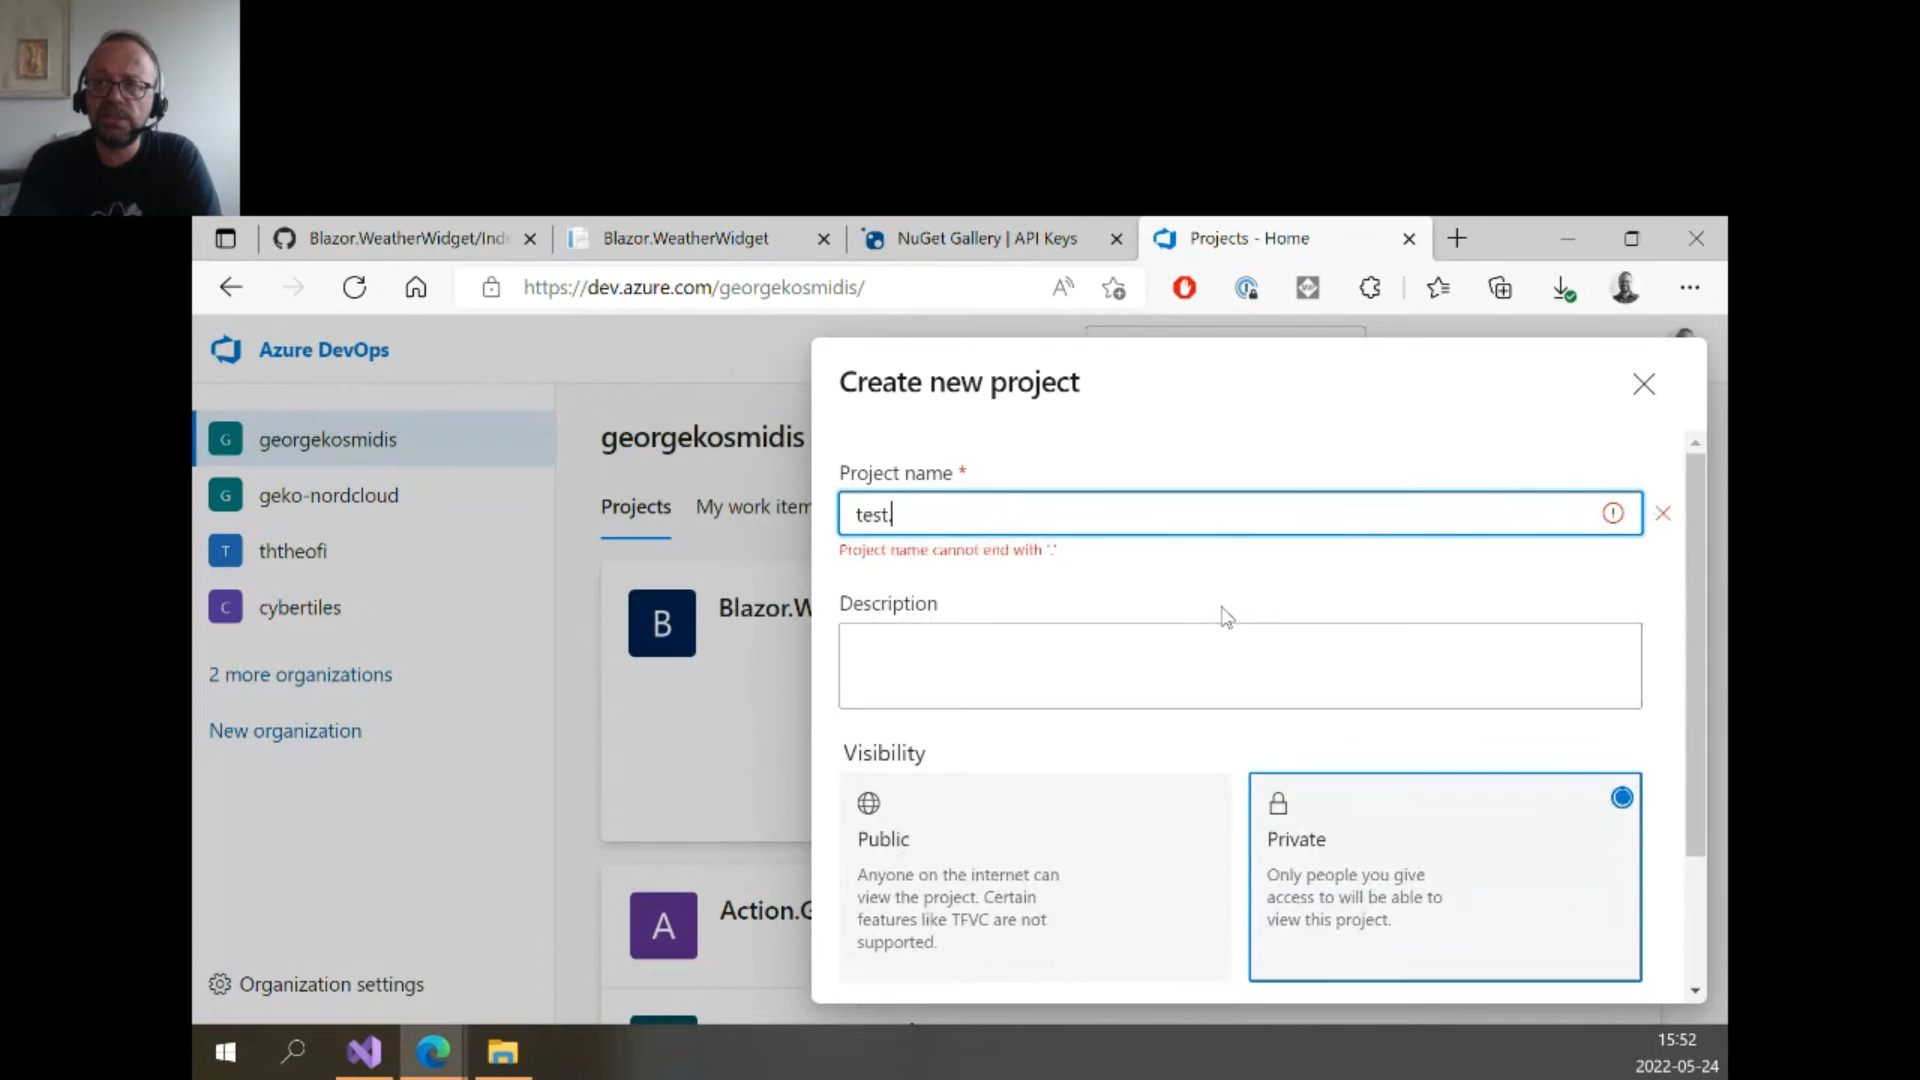 Blazor.WeatherWidget/Inde
Blazor.WeatherWidget
NuGet Gallery | API Keys
Projects - Home
https://dev.azure.com/georgekosmidis/
Azure DevOps
Create new project
G georgekosmidis
G geko-nordcloud
T ththeofi
C cybertiles
2 more organizations
New organization
Organization settings
georgekosmidis
Projects My work item
B Blazor.W
A Action.G
Project name *
test.
Project name cannot end with '.'
Description
Visibility
Public
Anyone on the internet can
view the project. Certain
features like TFVC are not
supported.
Private
Only people you give
access to will be able to
view this project.
15:52
2022-05-24